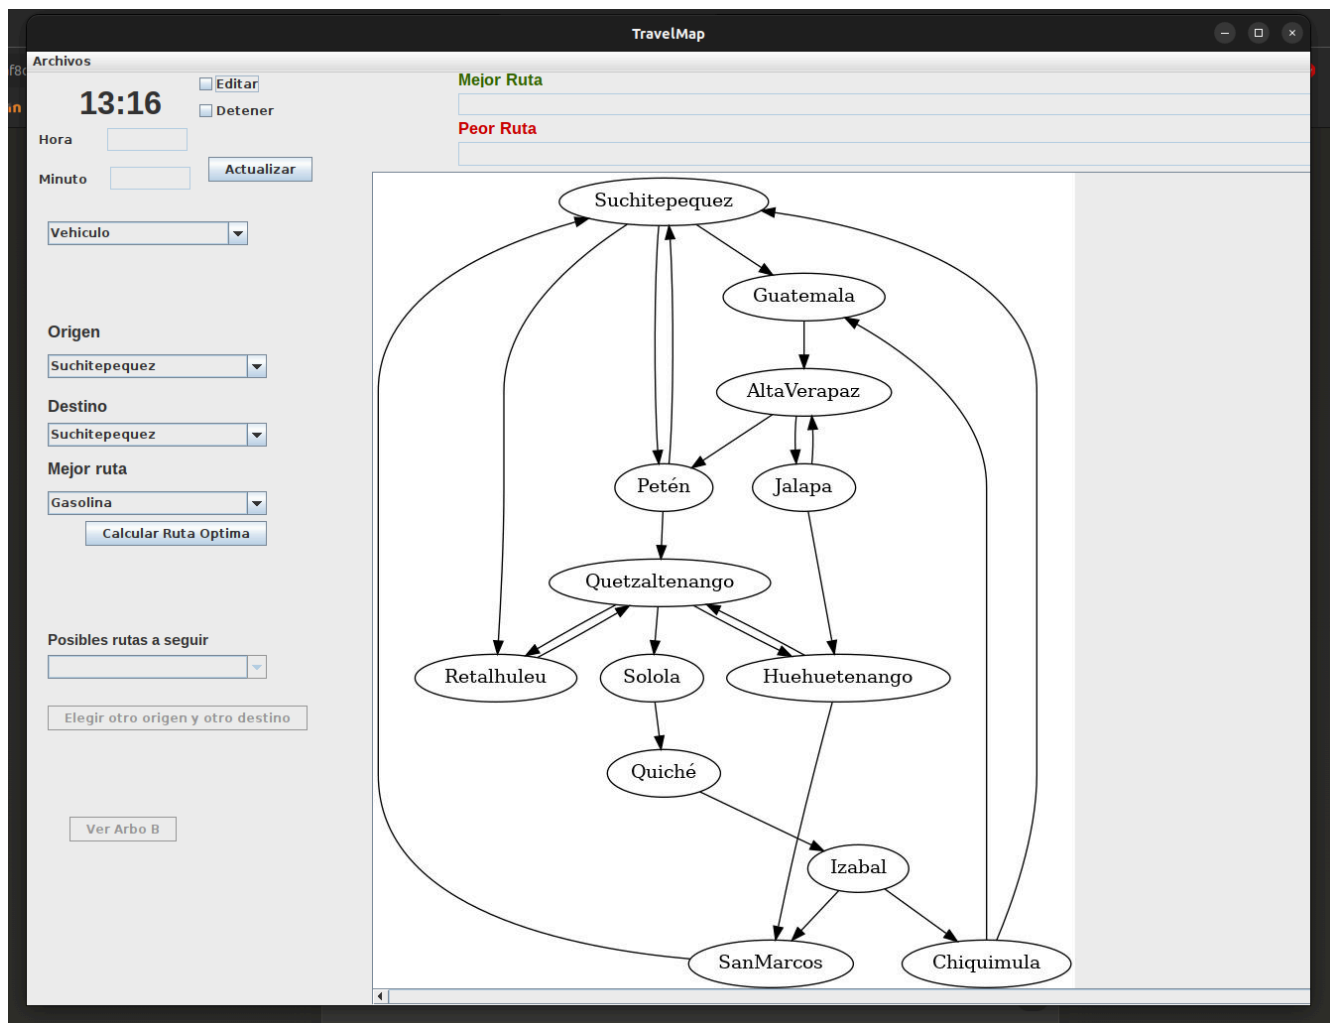 TravelMap
Archivos
13:16
Editar
Detener
Hora
Minuto
Actualizar
Vehiculo
Origen
Suchitepequez
Destino
Suchitepequez
Mejor ruta
Gasolina
Calcular Ruta Optima
Posibles rutas a seguir
Elegir otro origen y otro destino
Ver Arbo B
Mejor Ruta
Peor Ruta
Suchitepequez
Guatemala
AltaVerapaz
Petén
Jalapa
Quetzaltenango
Retalhuleu
Solola
Huehuetenango
Quiché
Izabal
SanMarcos
Chiquimula